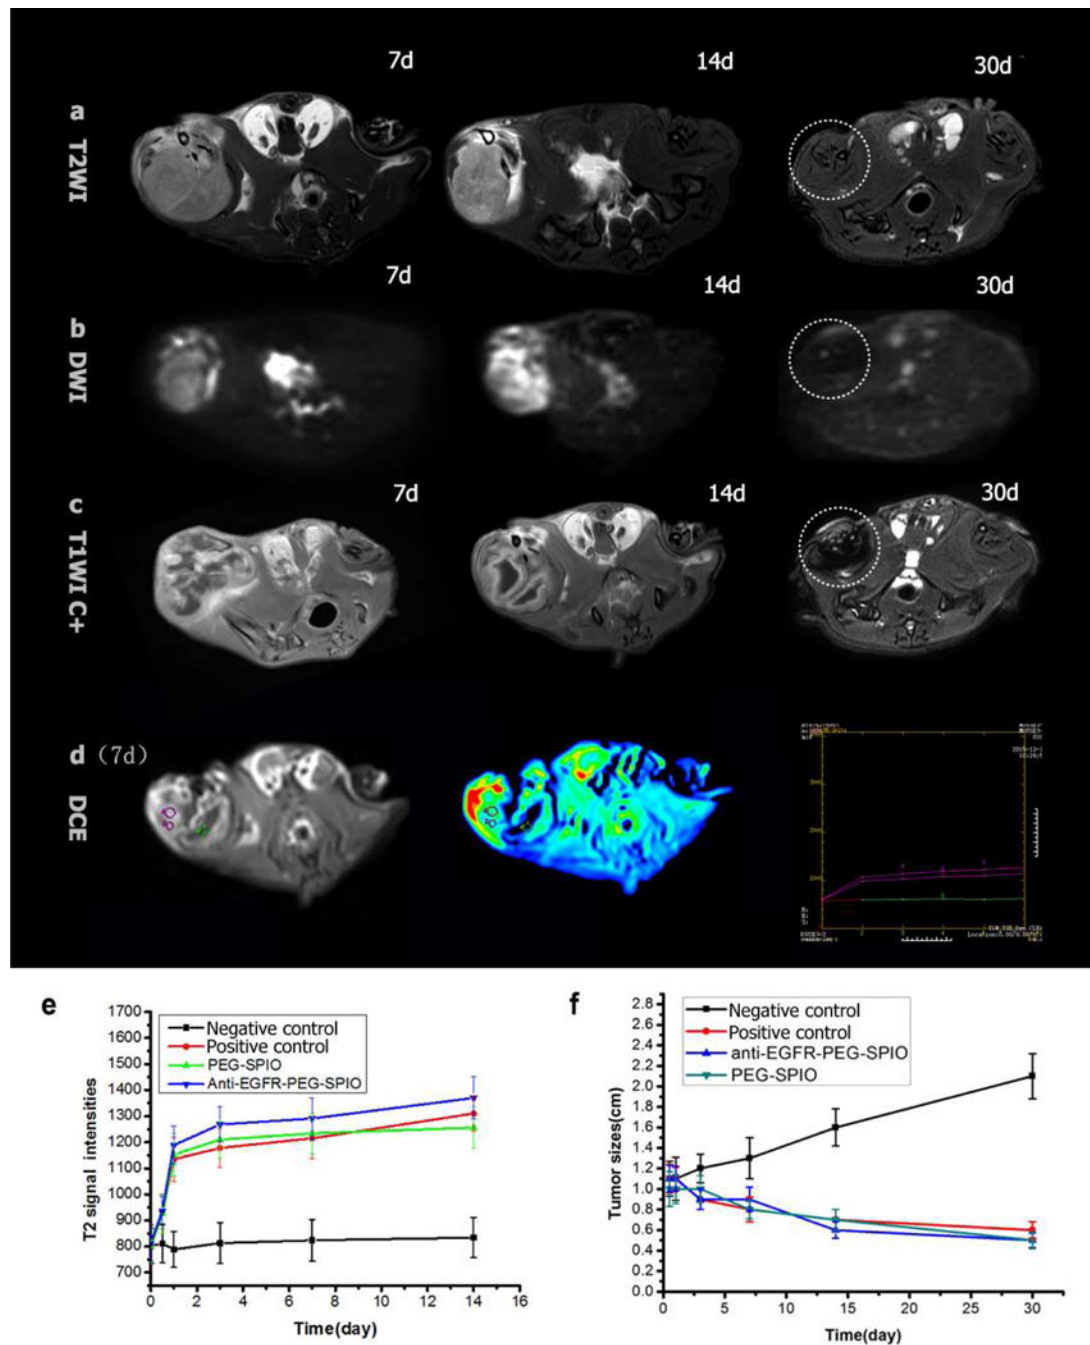 7d
14d
30d
a T2WI
7d
14d
30d
b DWI
7d
14d
30d
c T1WI C+
d (7d)
DCE
e
1700
1600
1500
1400
1300
1200
1100
1000
900
800
700
T2 signal intensities
Negative control
Positive control
PEG-SPIO
Anti-EGFR-PEG-SPIO
0 2 4 6 8 10 12 14 16
Time(day)
f
2.8
2.6
2.4
2.2
2.0
1.8
1.6
1.4
1.2
1.0
0.8
0.6
0.4
0.2
0.0
Tumor sizes(cm)
Negative control
Positive control
anti-EGFR-PEG-SPIO
PEG-SPIO
0 5 10 15 20 25 30
Time(day)